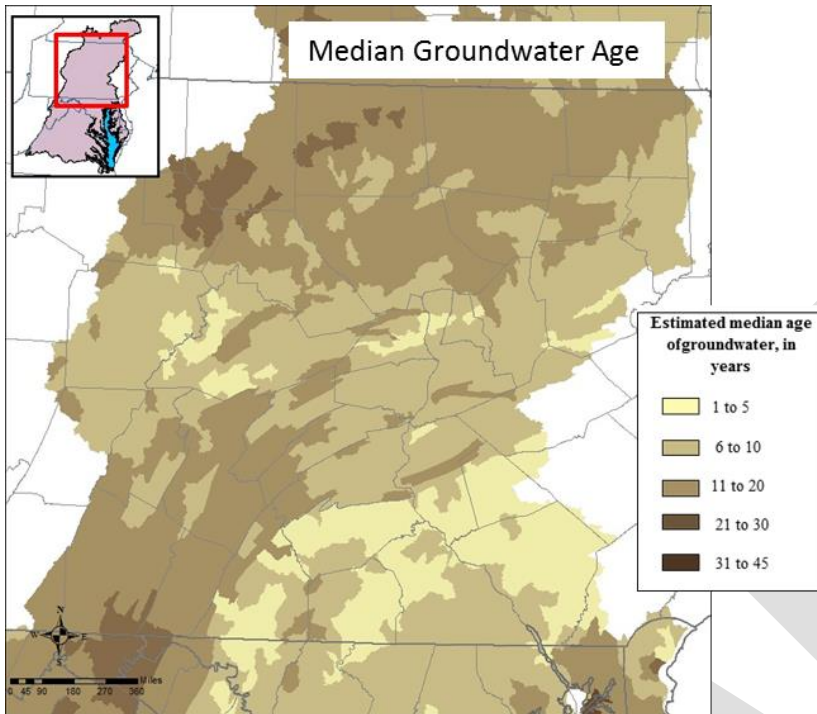 Median Groundwater Age
Estimated median age
ofgroundwater, in
years
1 to 5
6 to 10
11 to 20
21 to 30
31 to 45
N
W E
S
Miles
0 45 90 180 270 360